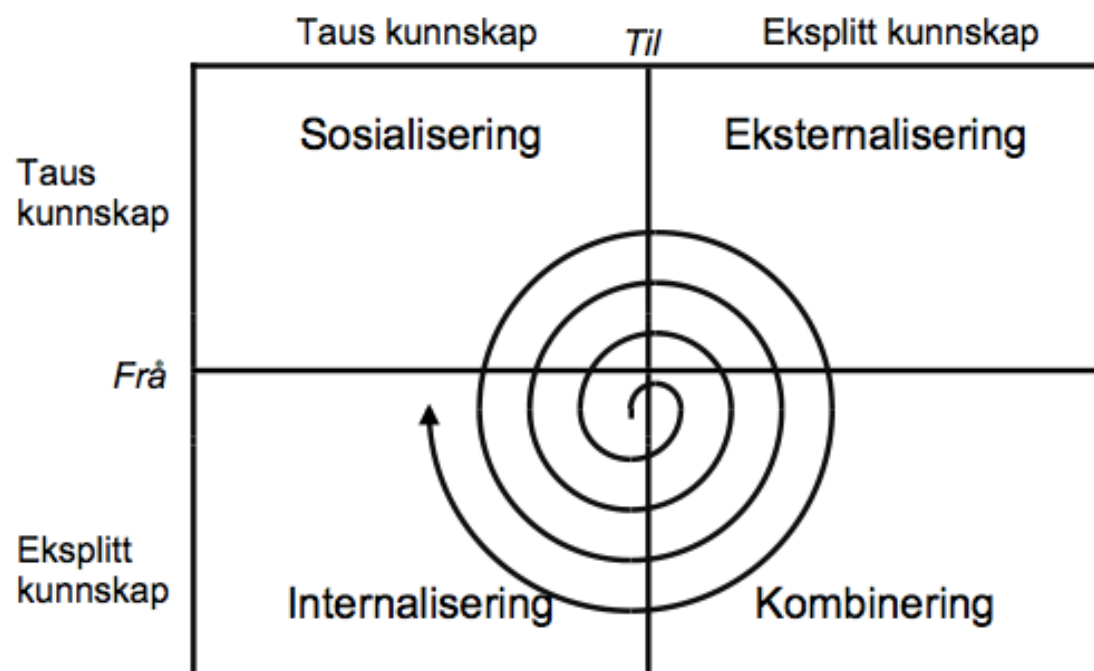 Taus kunnskap
Til
Eksplitt kunnskap
Sosialisering
Eksternalisering
Taus
kunnskap
Frå
Eksplitt
kunnskap
Internalisering
Kombinering